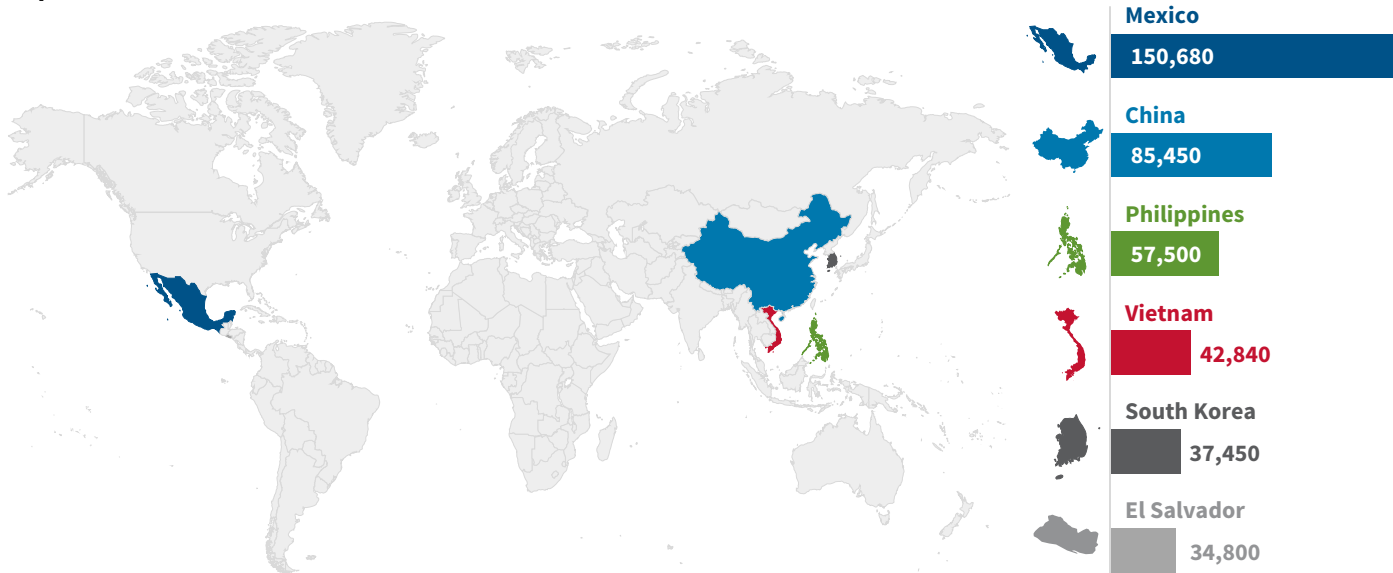 Mexico
150,680
China
85,450
Philippines
57,500
Vietnam
42,840
South Korea
37,450
El Salvador
34,800